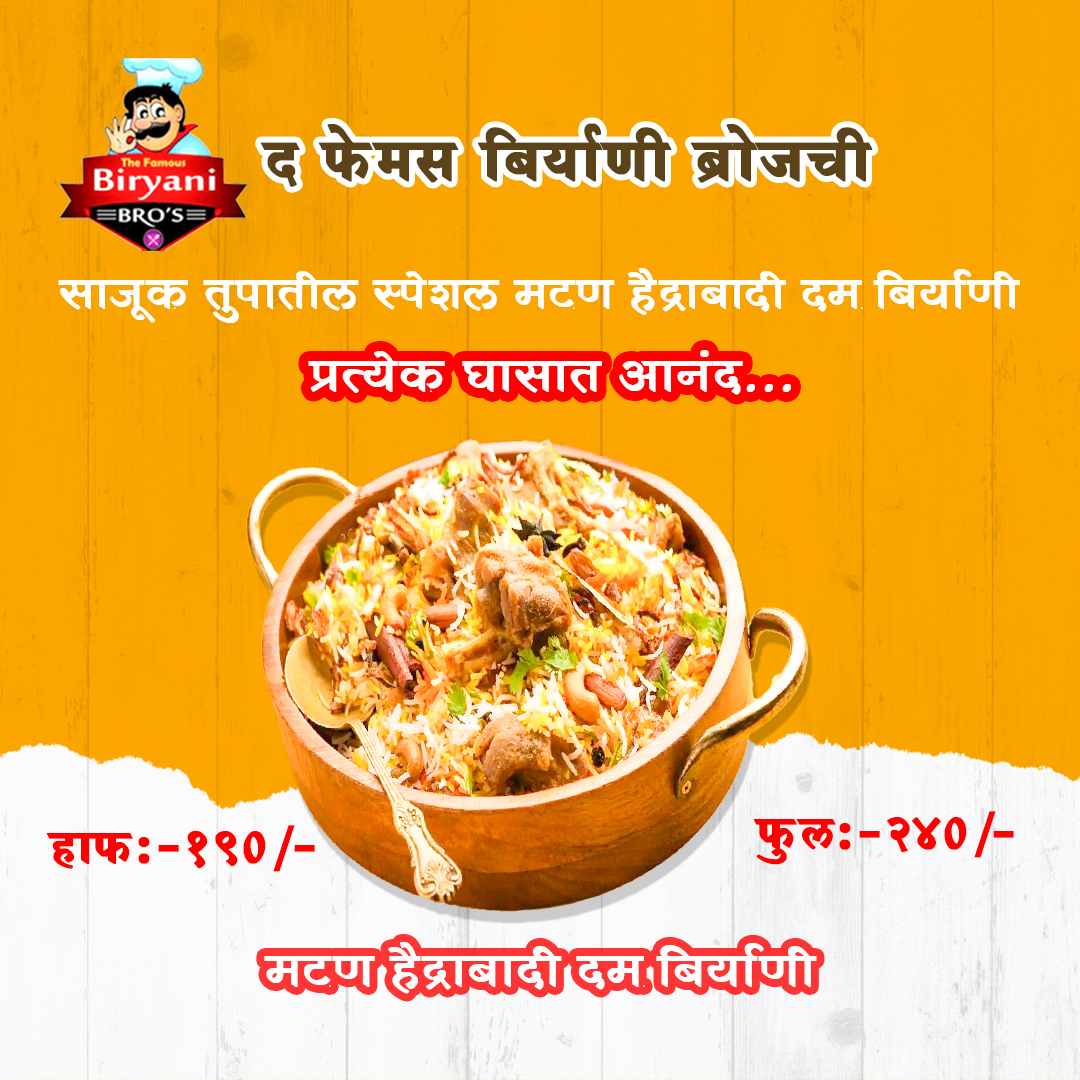 The Famous
Biryani
BRO'S
द फेमस बिर्याणी ब्रोजची
साजूक तुपातील स्पेशल मटण हैद्राबादी दम बिर्याणी
प्रत्येक घासात आनंद...
हाफ:-१९०/-
फुल:-२४०/-
मटण हैद्राबादी दम बिर्याणी